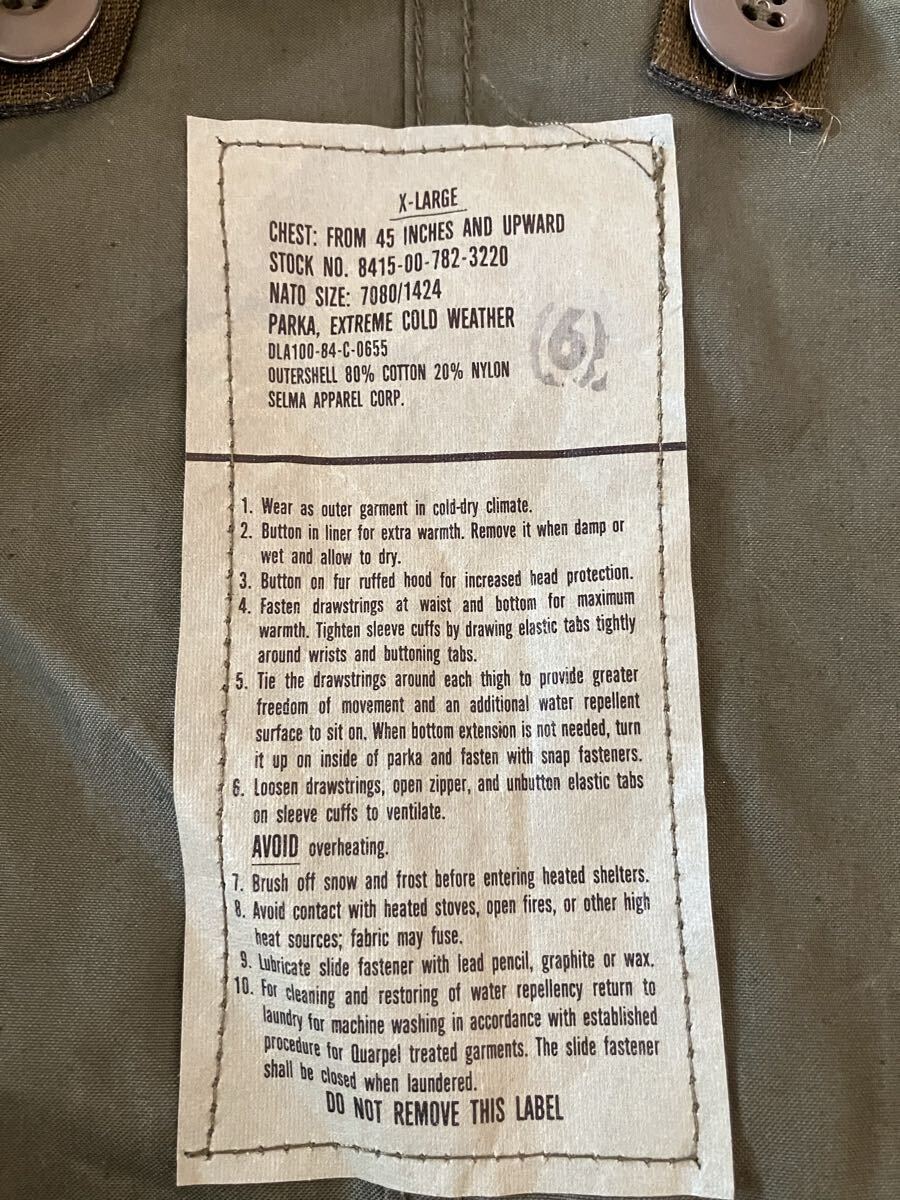 X-LARGE
CHEST: FROM 45 INCHES AND UPWARD
STOCK NO. 8415-00-782-3220
NATO SIZE: 7080/1424
PARKA, EXTREME COLD WEATHER
(6)
DLA100-84-C-0655
OUTERSHELL 80% COTTON 20% NYLON
SELMA APPAREL CORP.
1. Wear as outer garment in cold-dry climate.
2. Button in liner for extra warmth. Remove it when damp or
wet and allow to dry.
3. Button on fur ruffed hood for increased head protection.
4. Fasten drawstrings at waist and bottom for maximum
warmth. Tighten sleeve cuffs by drawing elastic tabs tightly
around wrists and buttoning tabs.
5. Tie the drawstrings around each thigh to provide greater
freedom of movement and an additional water repellent
surface to sit on. When bottom extension is not needed, turn
it up on inside of parka and fasten with snap fasteners.
6. Loosen drawstrings, open zipper, and unbutton elastic tabs
on sleeve cuffs to ventilate.
AVOID overheating.
7. Brush off snow and frost before entering heated shelters.
8. Avoid contact with heated stoves, open fires, or other high
heat sources; fabric may fuse.
9. Lubricate slide fastener with lead pencil, graphite or wax.
10. For cleaning and restoring of water repellency return to
laundry for machine washing in accordance with established
procedure for Quarpel treated garments. The slide fastener
shall be closed when laundered.
DO NOT REMOVE THIS LABEL